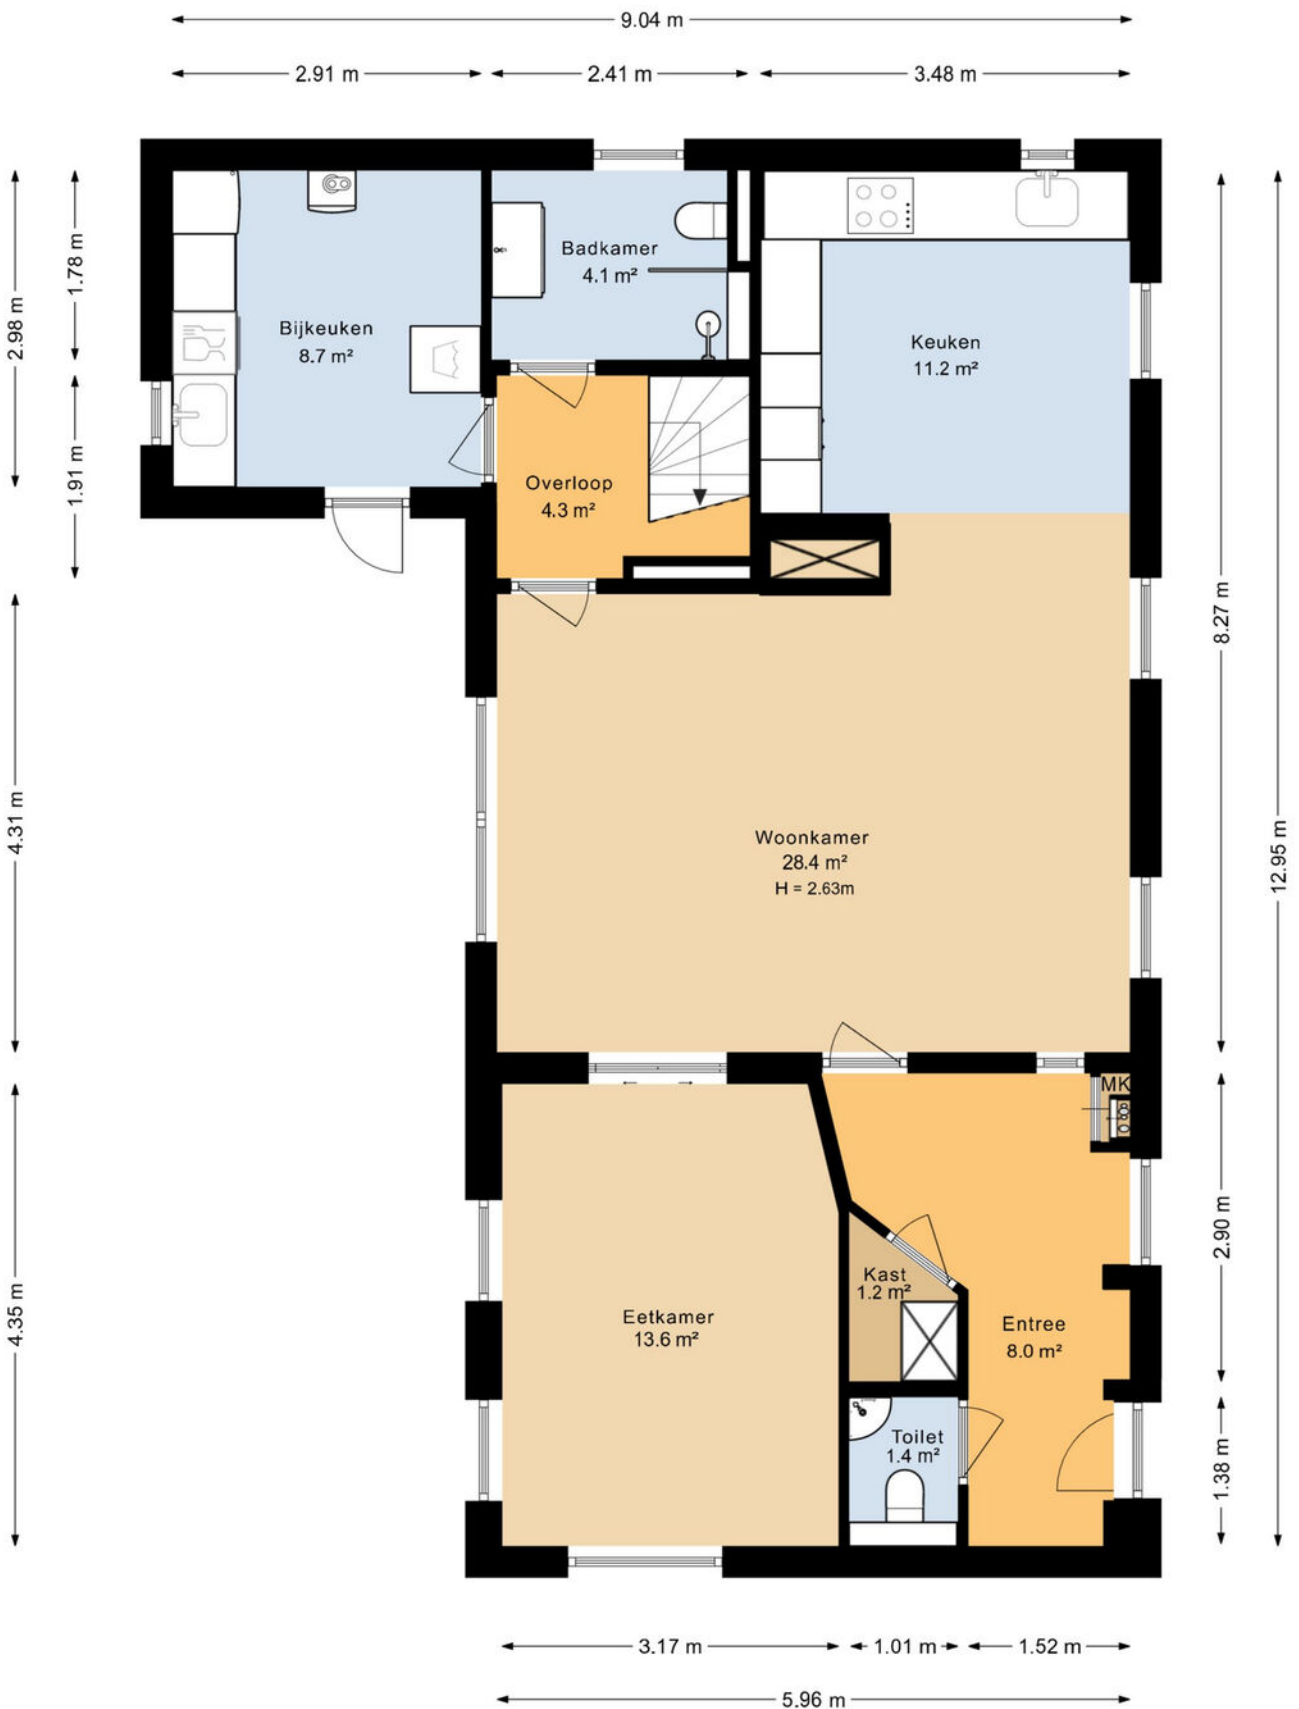 9.04 m
2.91 m
2.41 m
3.48 m
2.98 m
1.78 m
1.91 m
4.31 m
4.35 m
Bijkeuken
8.7 m²
Badkamer
4.1 m²
Keuken
11.2 m²
Overloop
4.3 m²
Woonkamer
28.4 m²
H = 2.63m
8.27 m
12.95 m
MK
2.90 m
Kast
1.2 m²
Eetkamer
13.6 m²
Entree
8.0 m²
Toilet
1.4 m²
1.38 m
3.17 m
1.01 m
1.52 m
5.96 m